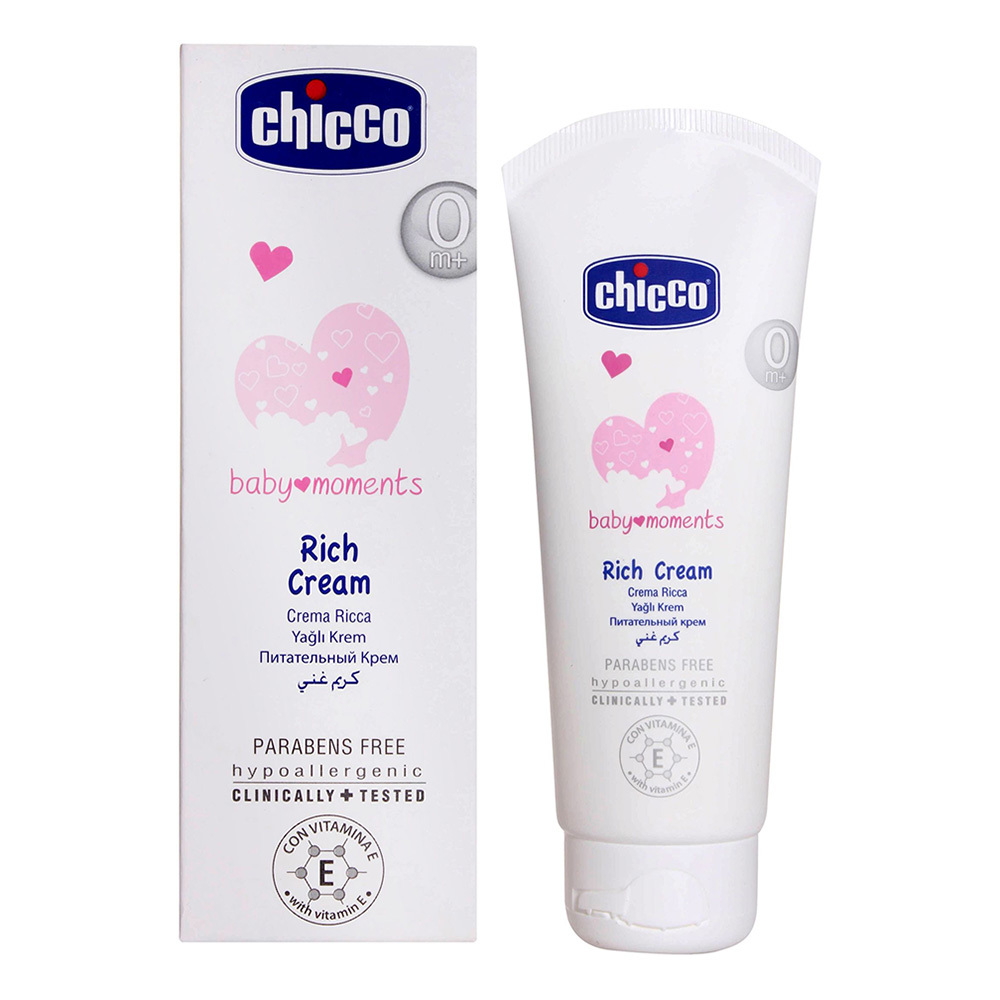 chicco
0
m+
baby moments
Rich
Cream
Crema Ricca
Yağlı Krem
Питательный Крем
كريم غني
PARABENS FREE
hypoallergenic
CLINICALLY + TESTED
CON VITAMINA E
E
with vitamin E
chicco
0
m+
baby moments
Rich Cream
Crema Ricca
Yağlı Krem
Питательный крем
كريم غني
PARABENS FREE
hypoallergenic
CLINICALLY + TESTED
CON VITAMINA E
E
with vitamin E